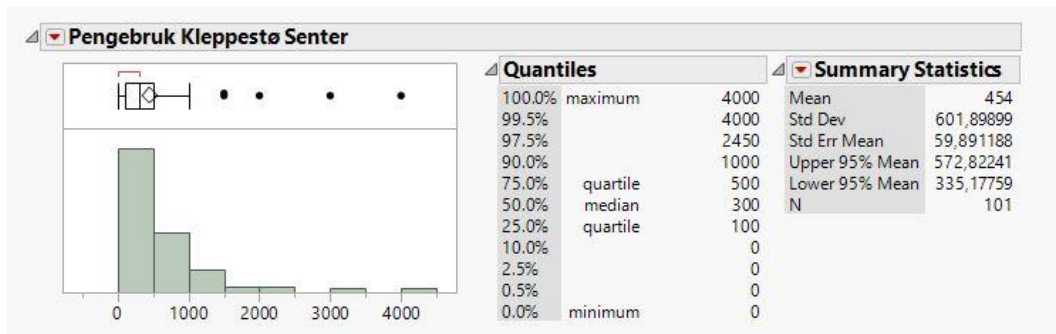 Pengebruk Kleppestø Senter
0 1000 2000 3000 4000
Quantiles
100.0% maximum 4000
99.5% 4000
97.5% 2450
90.0% 1000
75.0% quartile 500
50.0% median 300
25.0% quartile 100
10.0% 0
2.5% 0
0.5% 0
0.0% minimum 0
Summary Statistics
Mean 454
Std Dev 601,89899
Std Err Mean 59,891188
Upper 95% Mean 572,82241
Lower 95% Mean 335,17759
N 101